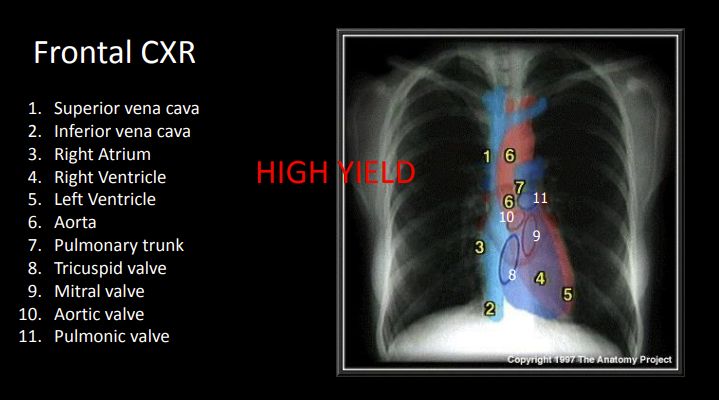 Frontal CXR
1. Superior vena cava
2. Inferior vena cava
3. Right Atrium
4. Right Ventricle
5. Left Ventricle
6. Aorta
7. Pulmonary trunk
8. Tricuspid valve
9. Mitral valve
10. Aortic valve
11. Pulmonic valve
HIGH YIELD
1 6
7
6 11
10
9
3
8 4
5
2
Copyright 1997 The Anatomy Project